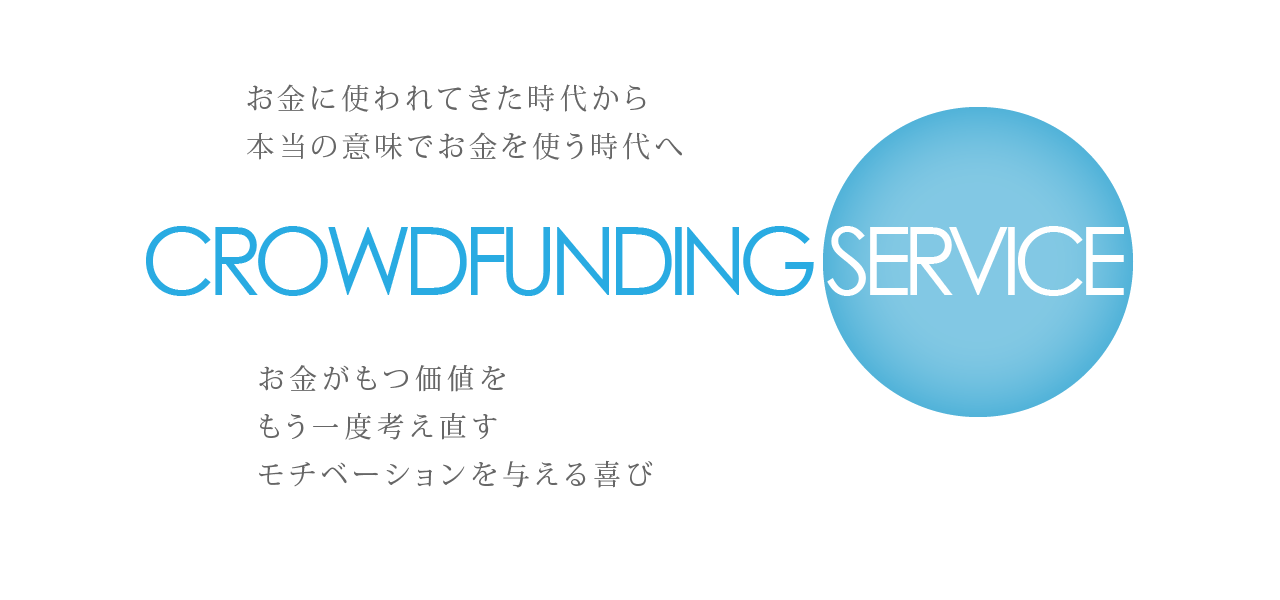 お金に使われてきた時代から
本当の意味でお金を使う時代へ
CROWDFUNDING SERVICE
お金がもつ価値を
もう一度考え直す
モチベーションを与える喜び